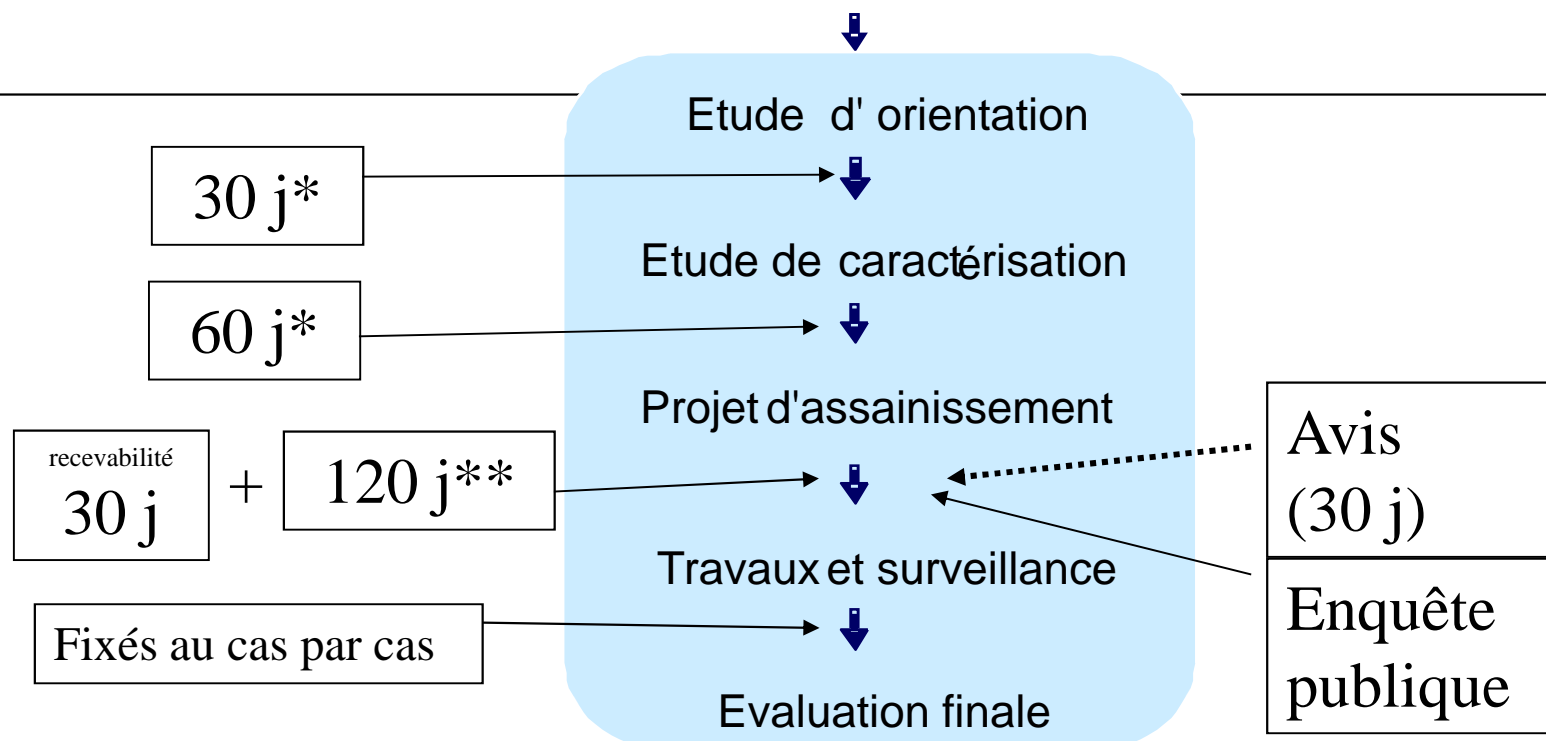 Etude d' orientation
30 j*
Etude de caractérisation
60 j*
Projet d'assainissement
recevabilité
30 j
+
120 j**
Avis
(30 j)
Travaux et surveillance
Enquête
publique
Fixés au cas par cas
Evaluation finale